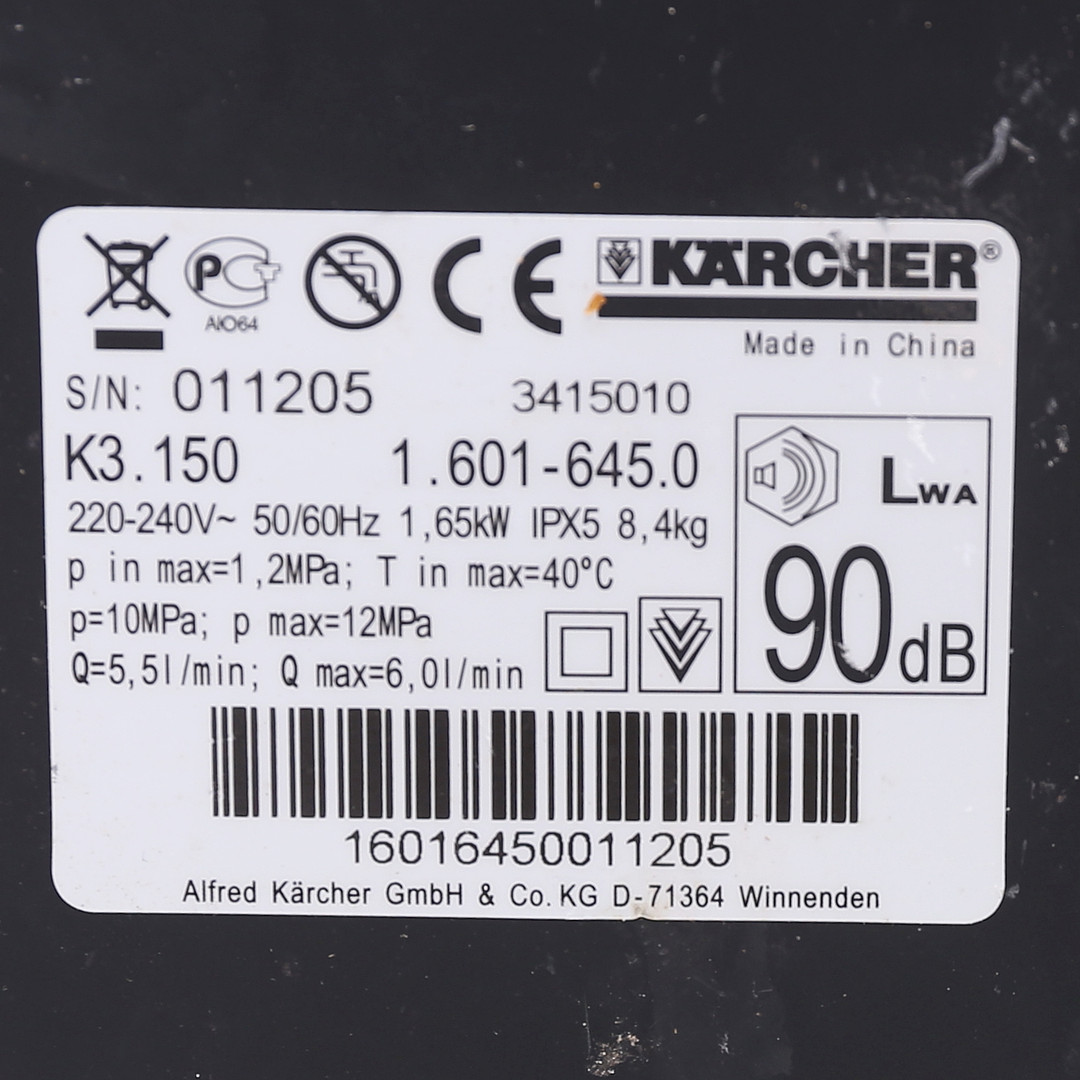 PCT
AIO64
CE
KÄRCHER®
Made in China
S/N: 011205 3415010
K3.150 1.601-645.0
220-240V~ 50/60Hz 1,65kW IPX5 8,4kg
p in max=1,2MPa; T in max=40°C
p=10MPa; p max=12MPa
Q=5,5l/min; Q max=6,0l/min
LWA
90dB
16016450011205
Alfred Kärcher GmbH & Co. KG D-71364 Winnenden